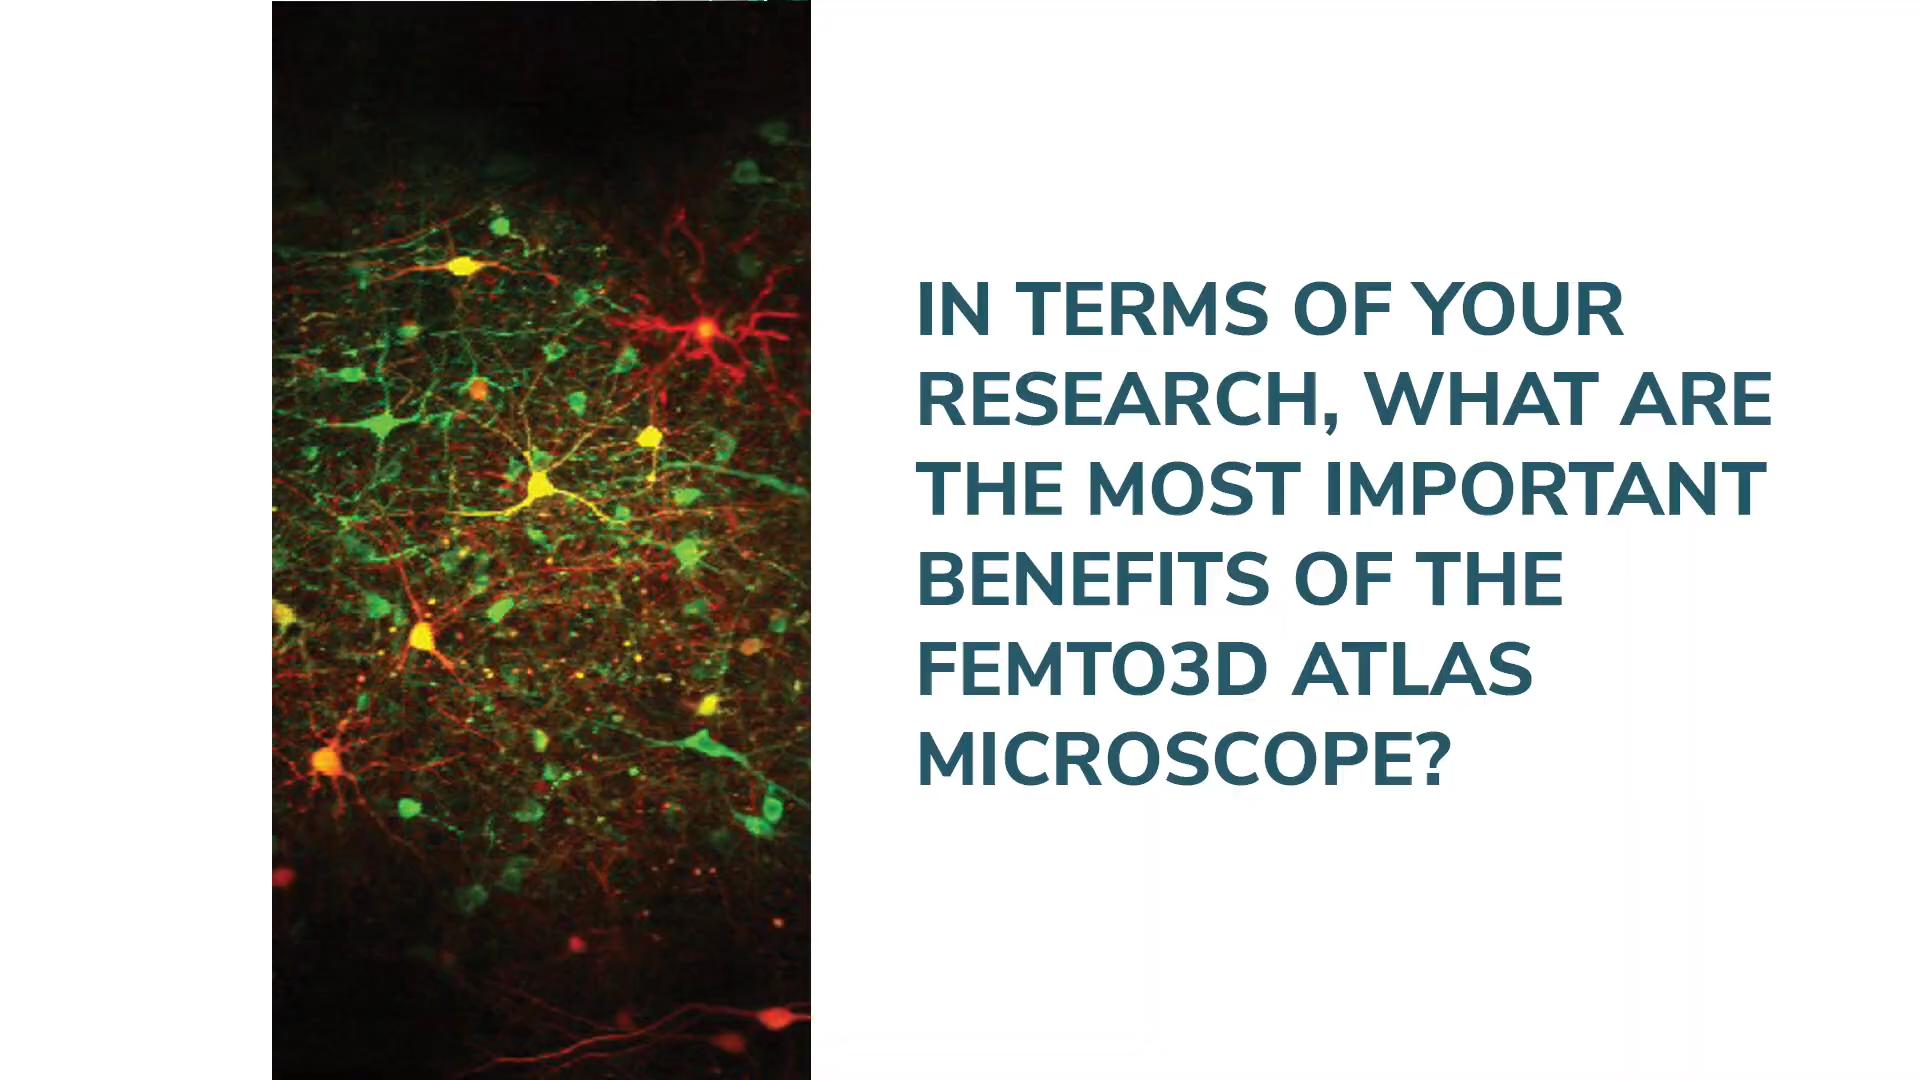 IN TERMS OF YOUR
RESEARCH, WHAT ARE
THE MOST IMPORTANT
BENEFITS OF THE
FEMTO3D ATLAS
MICROSCOPE?